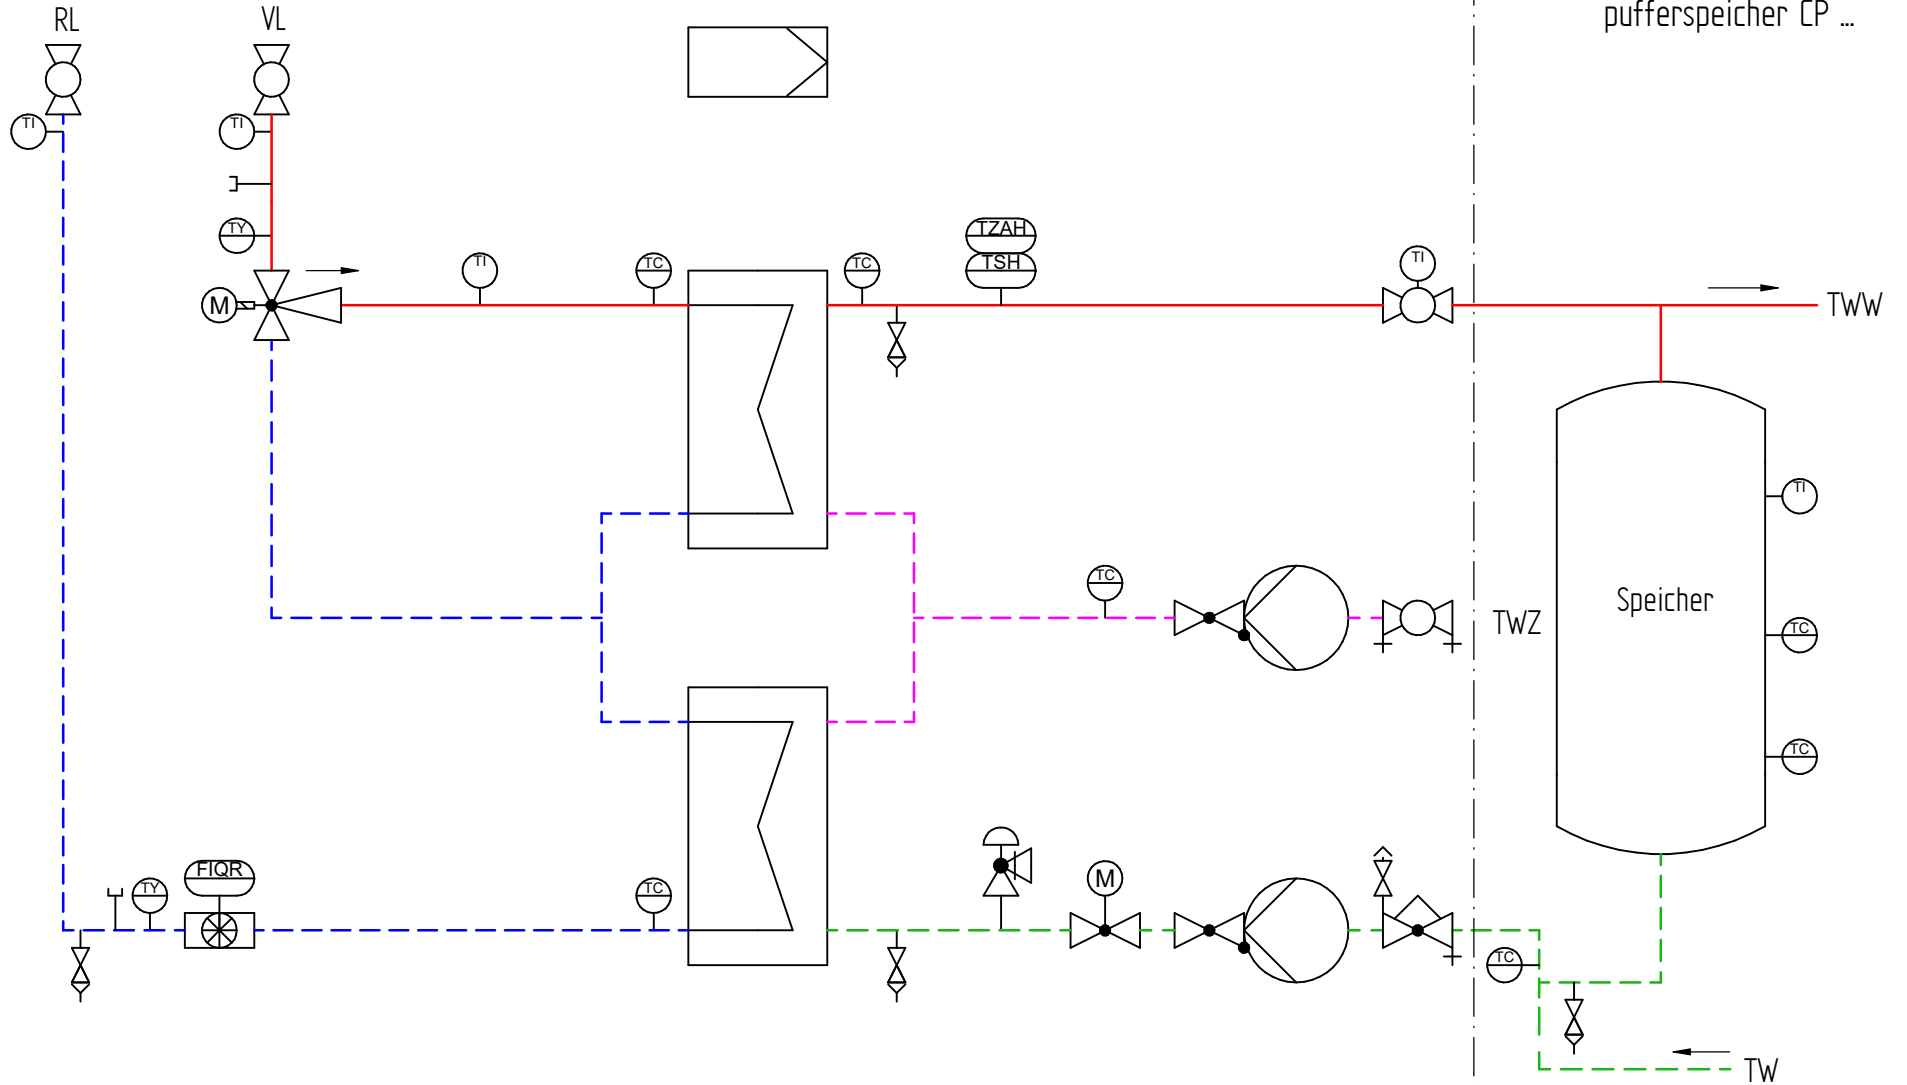 pufferspeicher CP ...
RL
VL
TI
TI
TY
TZAH
TSH
TI
TC
TC
TI
M
TWW
TI
TC
Speicher
TWZ
TC
TC
M
FIQR
TY
TC
TC
TW